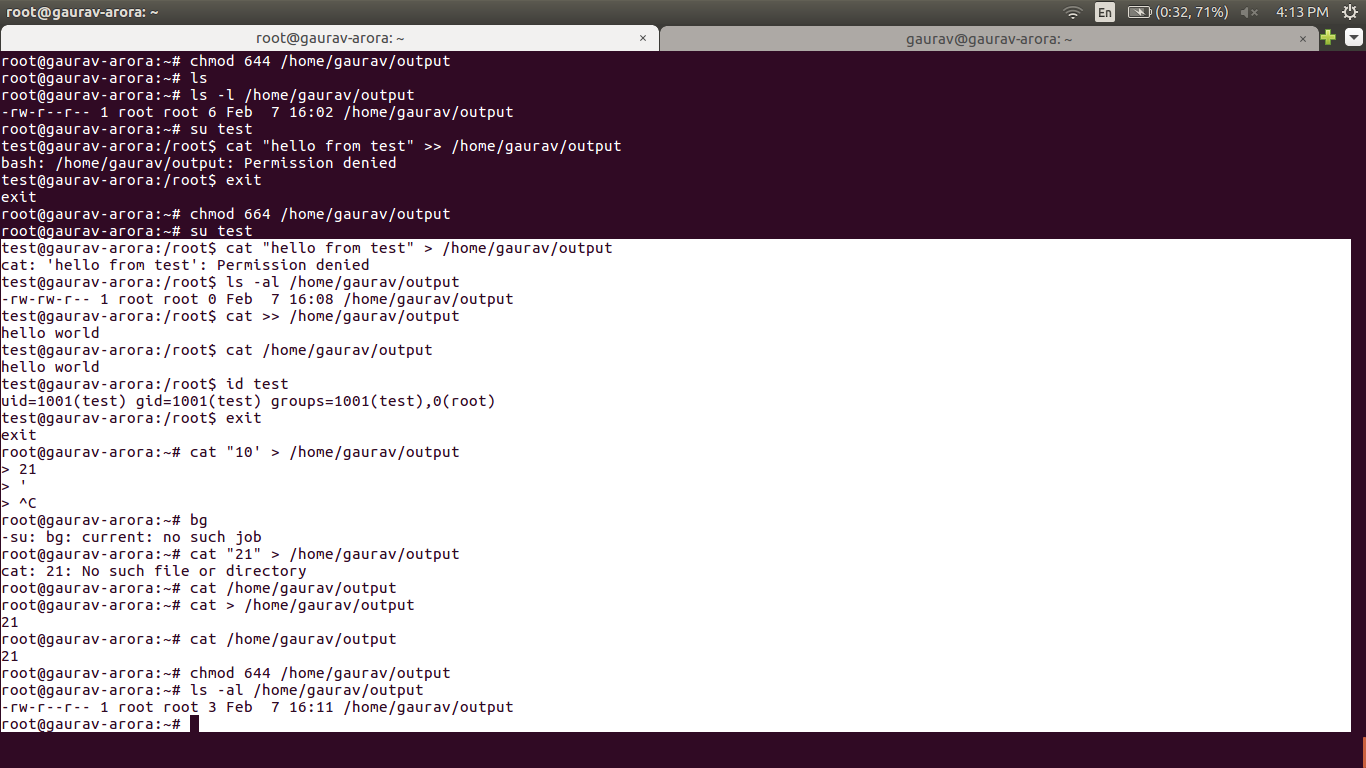 root@gaurav-arora: ~
En
(0:32, 71%)
4:13 PM
root@gaurav-arora: ~ ×
gaurav@gaurav-arora: ~ ×
root@gaurav-arora:~# chmod 644 /home/gaurav/output
root@gaurav-arora:~# ls
root@gaurav-arora:~# ls -l /home/gaurav/output
-rw-r--r-- 1 root root 6 Feb  7 16:02 /home/gaurav/output
root@gaurav-arora:~# su test
test@gaurav-arora:/root$ cat "hello from test" >> /home/gaurav/output
bash: /home/gaurav/output: Permission denied
test@gaurav-arora:/root$ exit
exit
root@gaurav-arora:~# chmod 664 /home/gaurav/output
root@gaurav-arora:~# su test
test@gaurav-arora:/root$ cat "hello from test" > /home/gaurav/output
cat: 'hello from test': Permission denied
test@gaurav-arora:/root$ ls -al /home/gaurav/output
-rw-rw-r-- 1 root root 0 Feb  7 16:08 /home/gaurav/output
test@gaurav-arora:/root$ cat >> /home/gaurav/output
hello world
test@gaurav-arora:/root$ cat /home/gaurav/output
hello world
test@gaurav-arora:/root$ id test
uid=1001(test) gid=1001(test) groups=1001(test),0(root)
test@gaurav-arora:/root$ exit
exit
root@gaurav-arora:~# cat "10' > /home/gaurav/output
> 21
> '
> ^C
root@gaurav-arora:~# bg
-su: bg: current: no such job
root@gaurav-arora:~# cat "21" > /home/gaurav/output
cat: 21: No such file or directory
root@gaurav-arora:~# cat /home/gaurav/output
root@gaurav-arora:~# cat > /home/gaurav/output
21
root@gaurav-arora:~# cat /home/gaurav/output
21
root@gaurav-arora:~# chmod 644 /home/gaurav/output
root@gaurav-arora:~# ls -al /home/gaurav/output
-rw-r--r-- 1 root root 3 Feb  7 16:11 /home/gaurav/output
root@gaurav-arora:~#